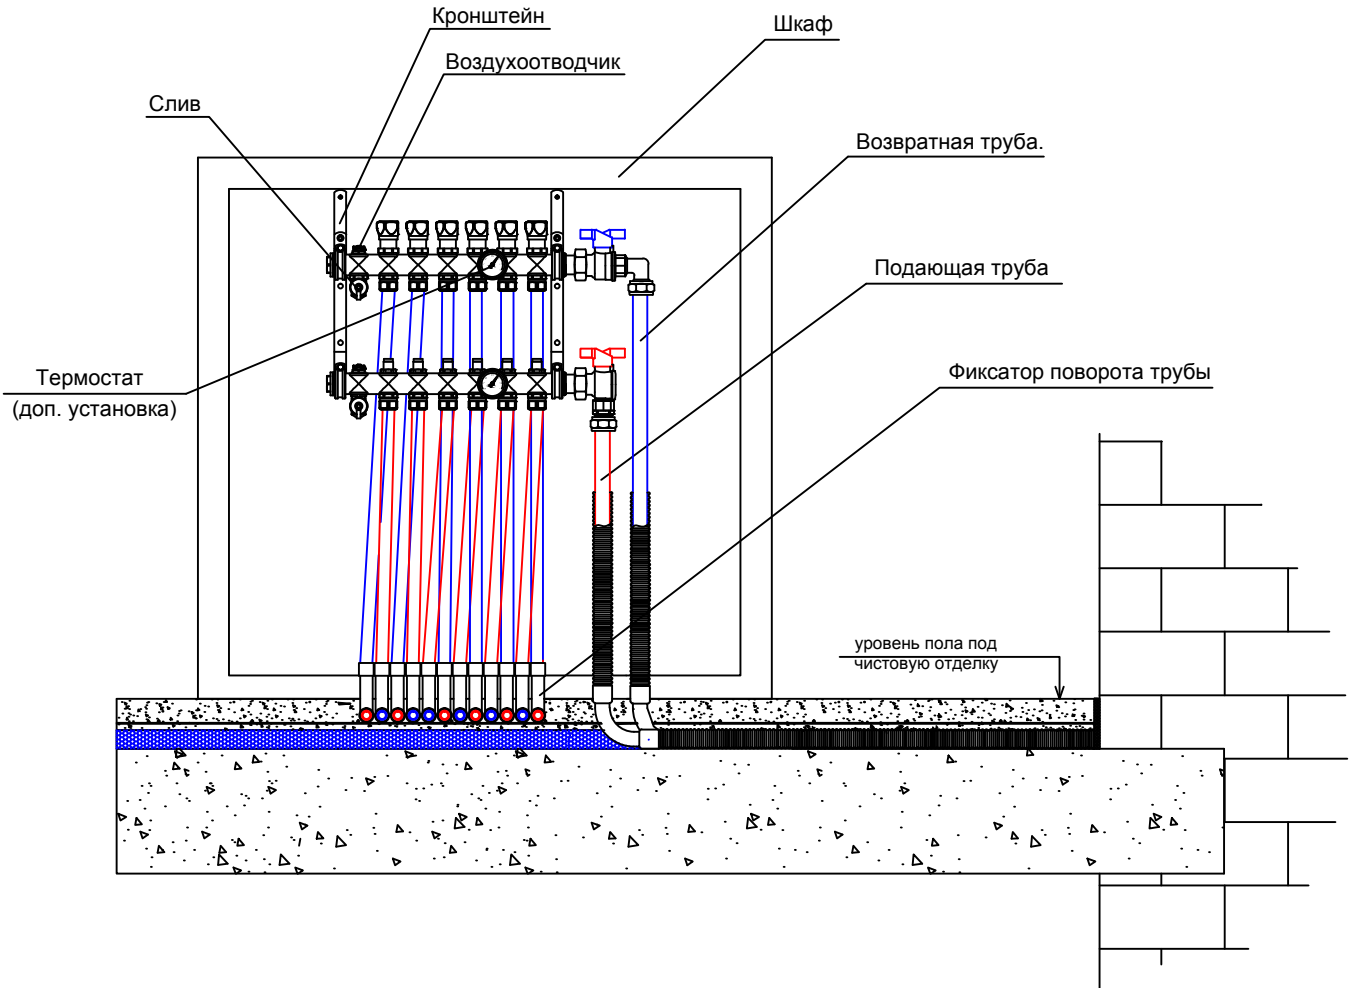 Кронштейн
Шкаф
Воздухоотводчик
Слив
Возвратная труба.
Подающая труба
Термостат
(доп. установка)
Фиксатор поворота трубы
уровень пола под
чистовую отделку